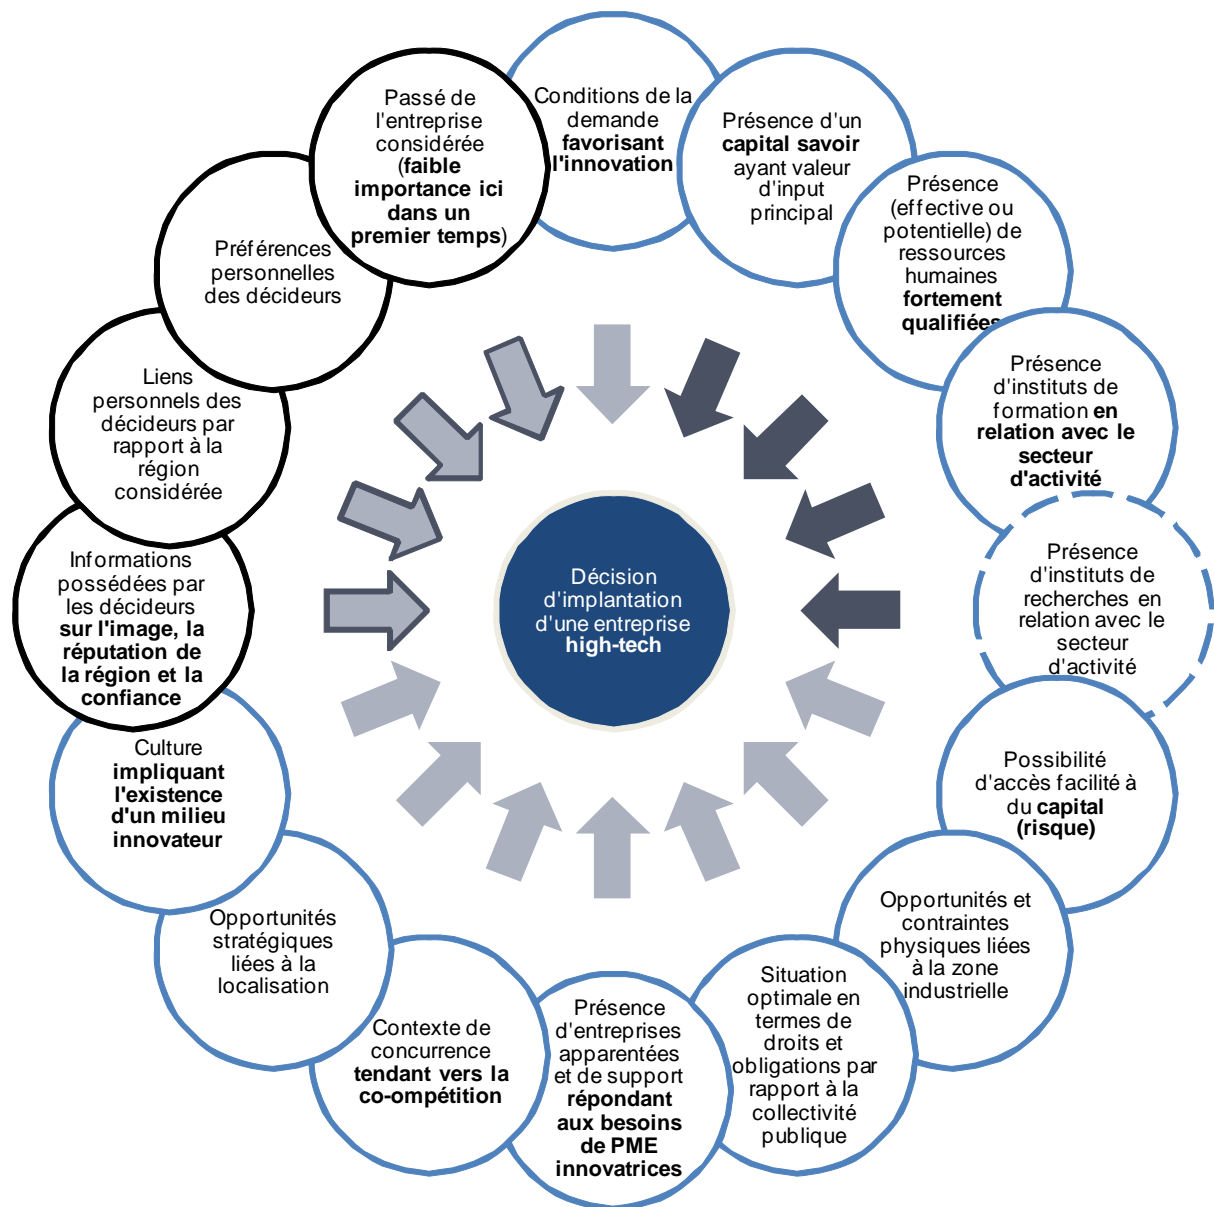 Conditions de la
demande
favorisant
l'innovation
Présence d'un
capital savoir
ayant valeur
d'input
principal
Présence
(effective ou
potentielle) de
ressources
humaines
fortement
qualifiées
Présence
d'instituts de
formation en
relation avec le
secteur
d'activité
Présence
d'instituts de
recherches en
relation avec le
secteur
d'activité
Possibilité
d'accès facilité à
du capital
(risque)
Opportunités et
contraintes
physiques liées
à la zone
industrielle
Situation
optimale en
termes de
droits et
obligations par
rapport à la
collectivité
publique
Présence
d'entreprises
apparentées
et de support
répondant
aux besoins
de PME
innovatrices
Contexte de
concurrence
tendant vers la
co-ompétition
Opportunités
stratégiques
liées à la
localisation
Culture
impliquant
l'existence
d'un milieu
innovateur
Informations
possédées par
les décideurs
sur l'image, la
réputation de
la région et la
confiance
Liens
personnels des
décideurs par
rapport à la
région
considérée
Préférences
personnelles
des décideurs
Passé de
l'entreprise
considérée
(faible
importance ici
dans un
premier temps)
Décision
d'implantation
d'une entreprise
high-tech